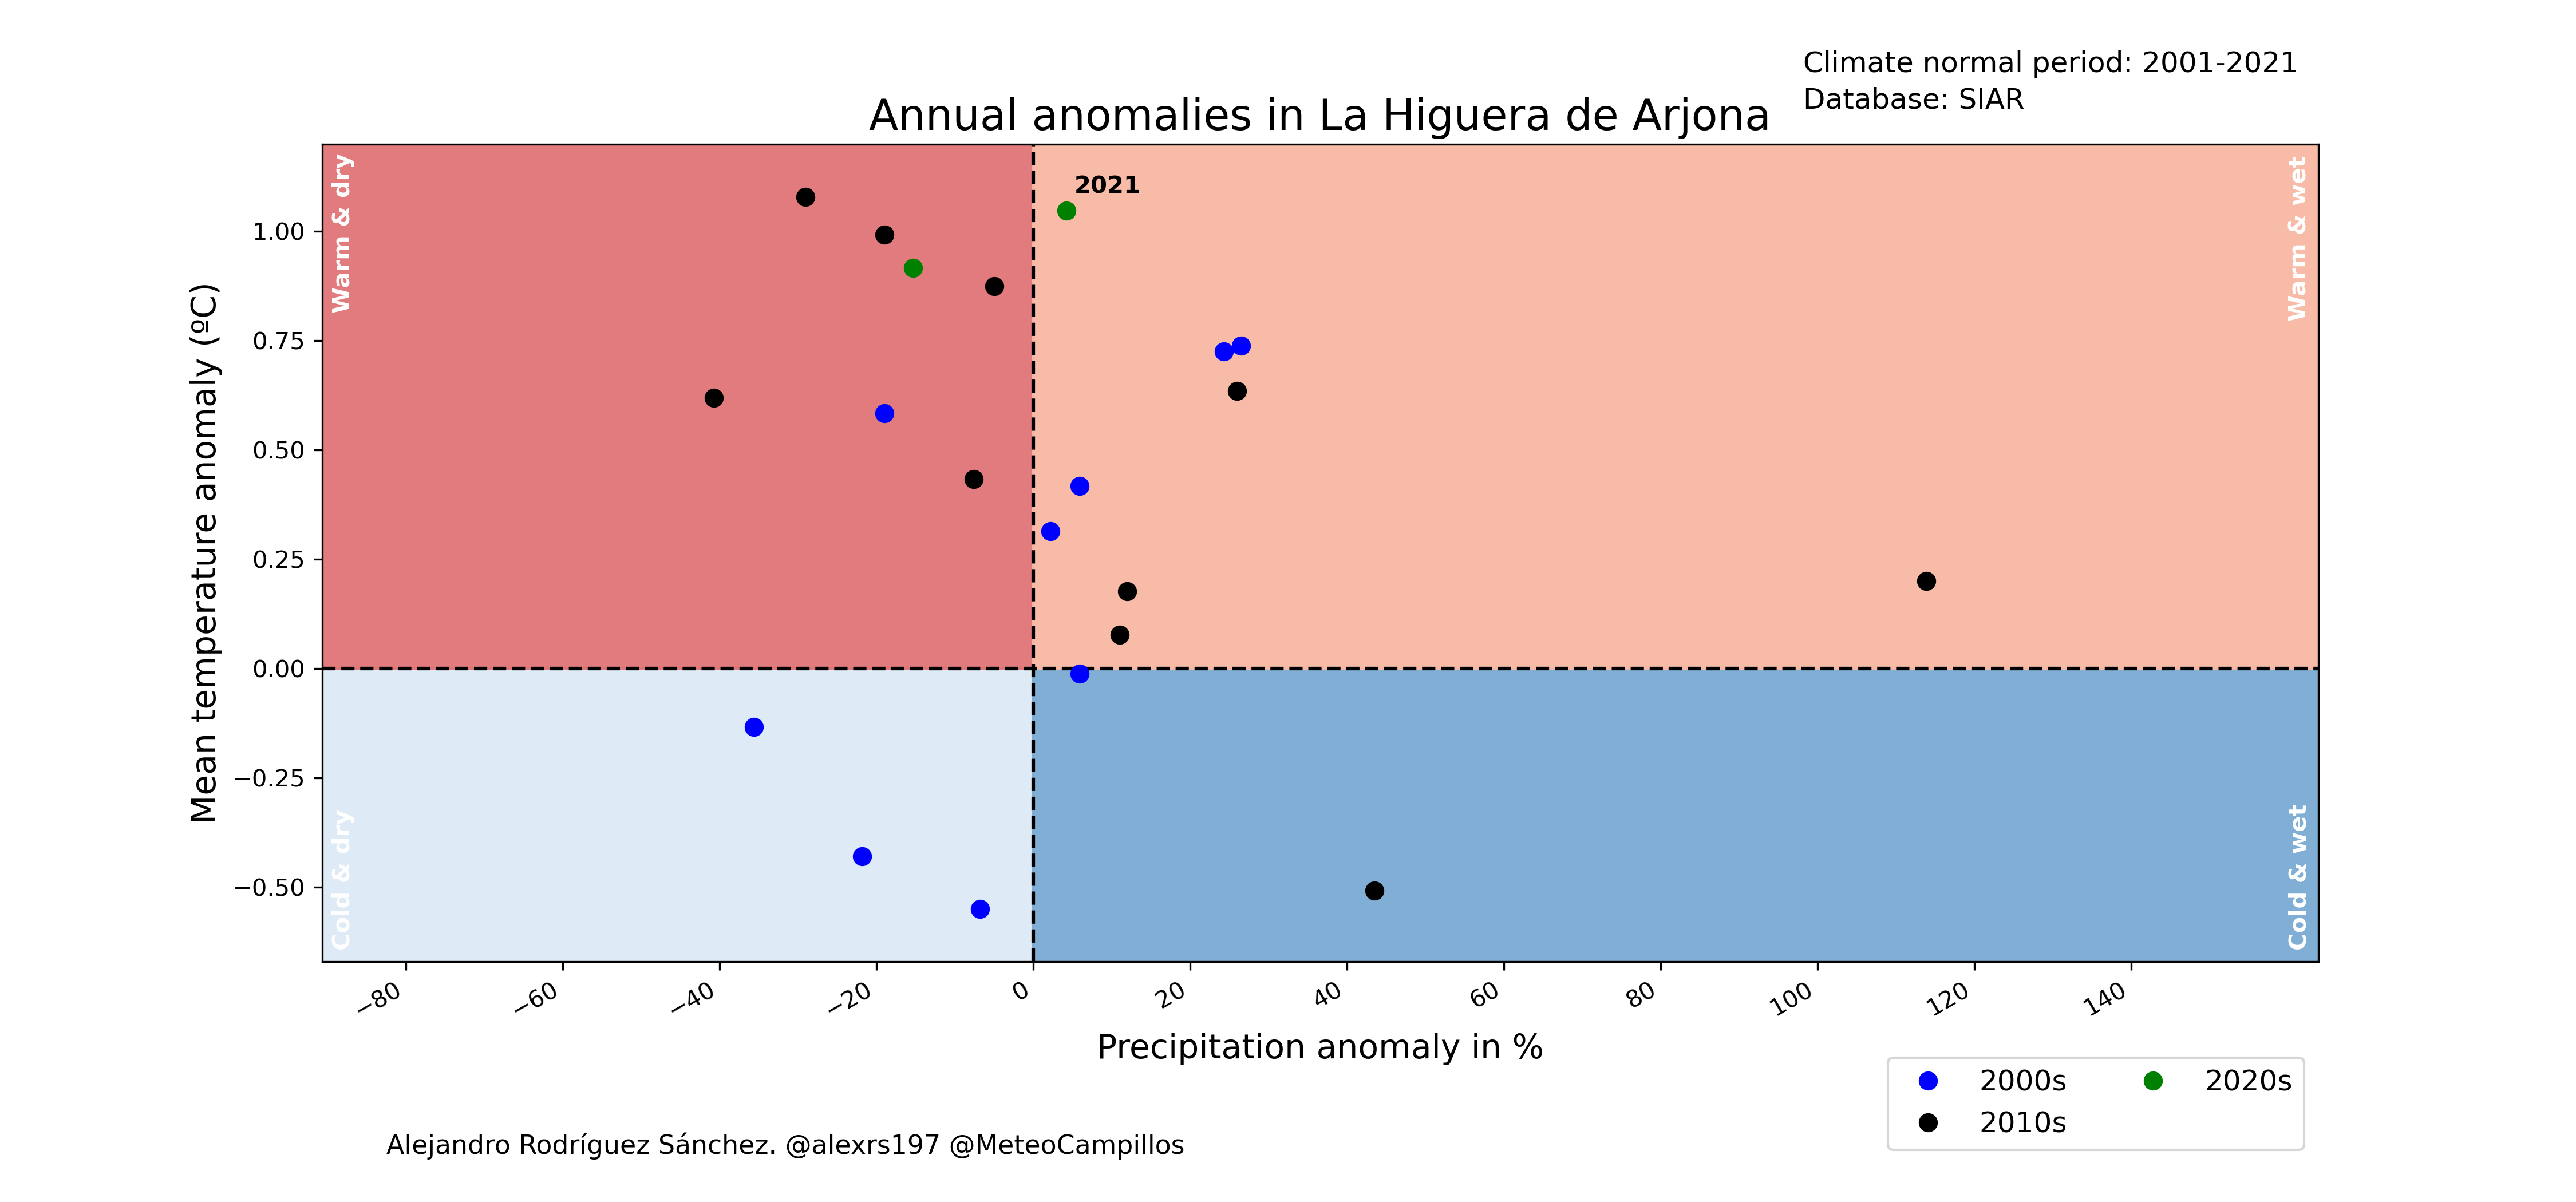 Climate normal period: 2001-2021
Database: SIAR
Annual anomalies in La Higuera de Arjona
Warm & dry
Warm & wet
2021
Mean temperature anomaly (ºC)
1.00
0.75
0.50
0.25
0.00
−0.25
−0.50
Cold & dry
Cold & wet
−80 −60 −40 −20 0 20 40 60 80 100 120 140
Precipitation anomaly in %
2000s 2020s
2010s
Alejandro Rodríguez Sánchez. @alexrs197 @MeteoCampillos